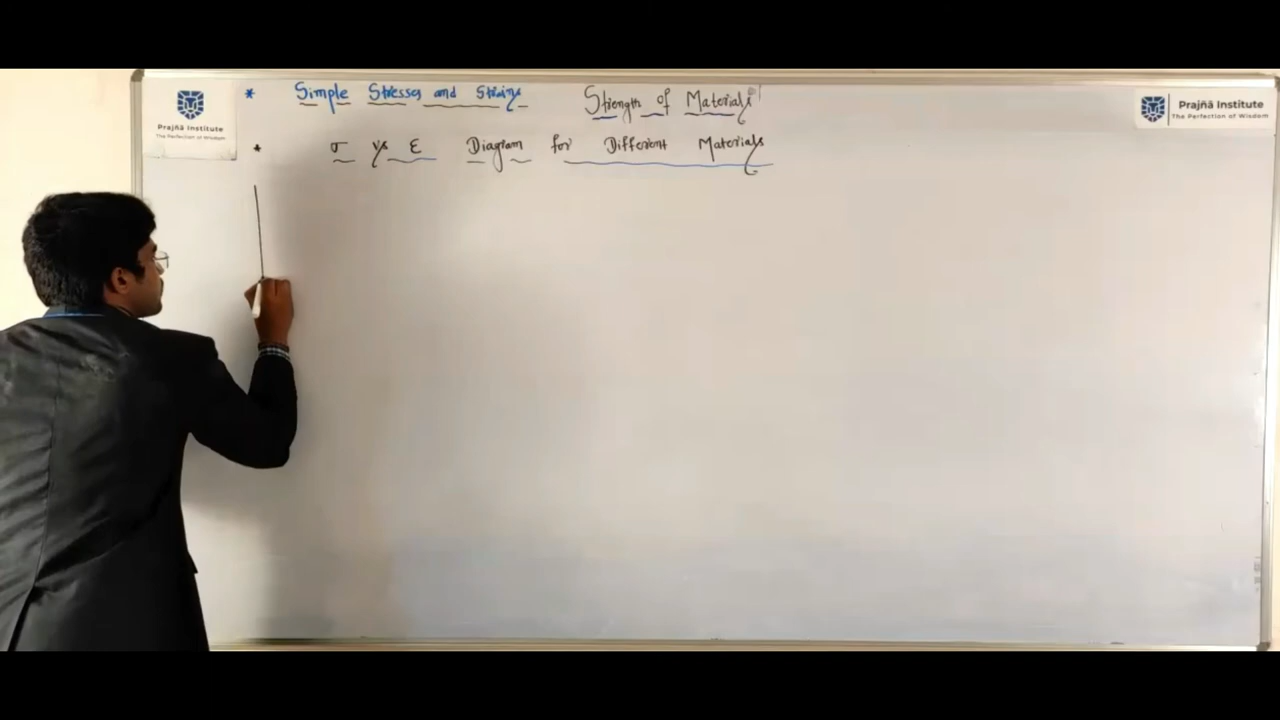 * Simple Stresses and Strains Strength of Materials
* σ v/s ε Diagram for Different Materials
Prajñā Institute
The Perfection of Wisdom
Prajñā Institute
The Perfection of Wisdom